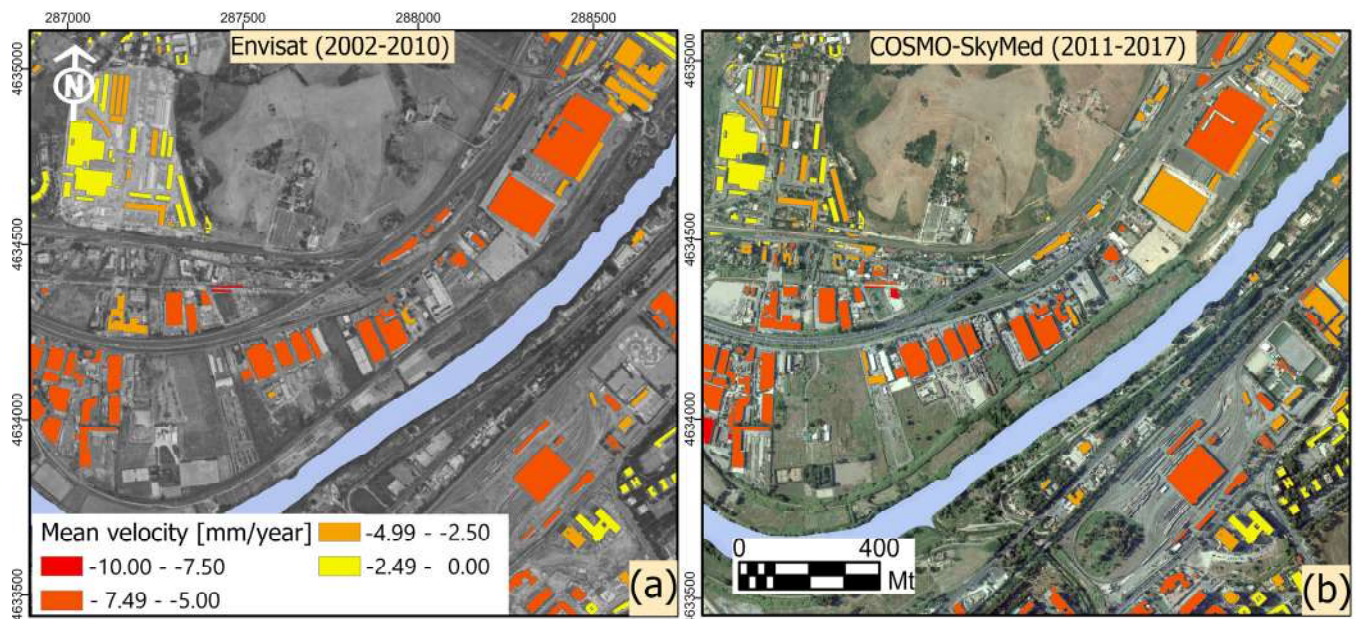 287000 287500 288000 288500
Envisat (2002-2010)
COSMO-SkyMed (2011-2017)
N
4635000
4634500
4634000
4633500
4635000
4634500
4634000
4633500
Mean velocity [mm/year]
-10.00 - -7.50
- 7.49 - -5.00
-4.99 - -2.50
-2.49 - 0.00
(a)
0 400
Mt
(b)